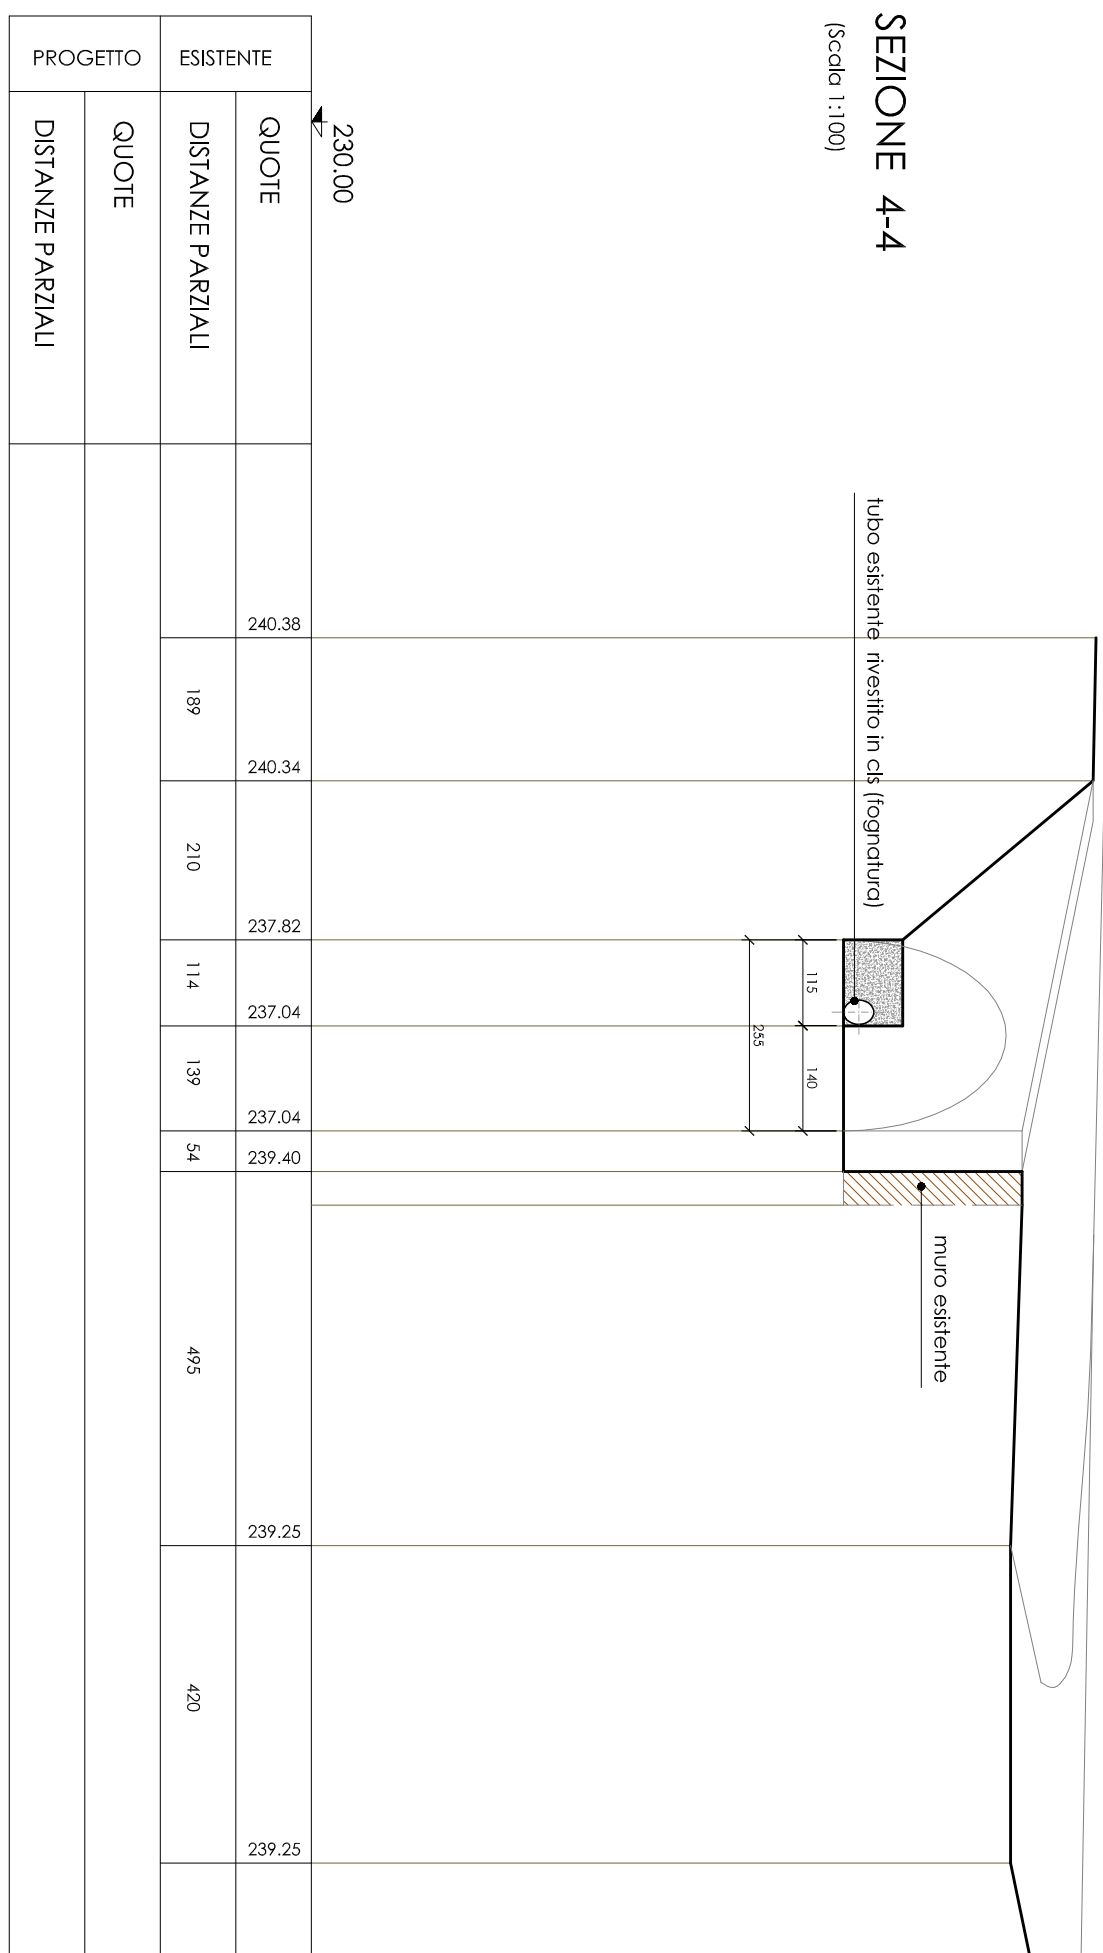 SEZIONE 4-4
(Scala 1:100)
tubo esistente rivestito in cls (fognatura)
muro esistente
115
140
255
230.00
ESISTENTE
QUOTE
240.38
240.34
237.82
237.04
237.04
239.40
239.25
239.25
DISTANZE PARZIALI
189
210
114
139
54
495
420
PROGETTO
QUOTE
DISTANZE PARZIALI